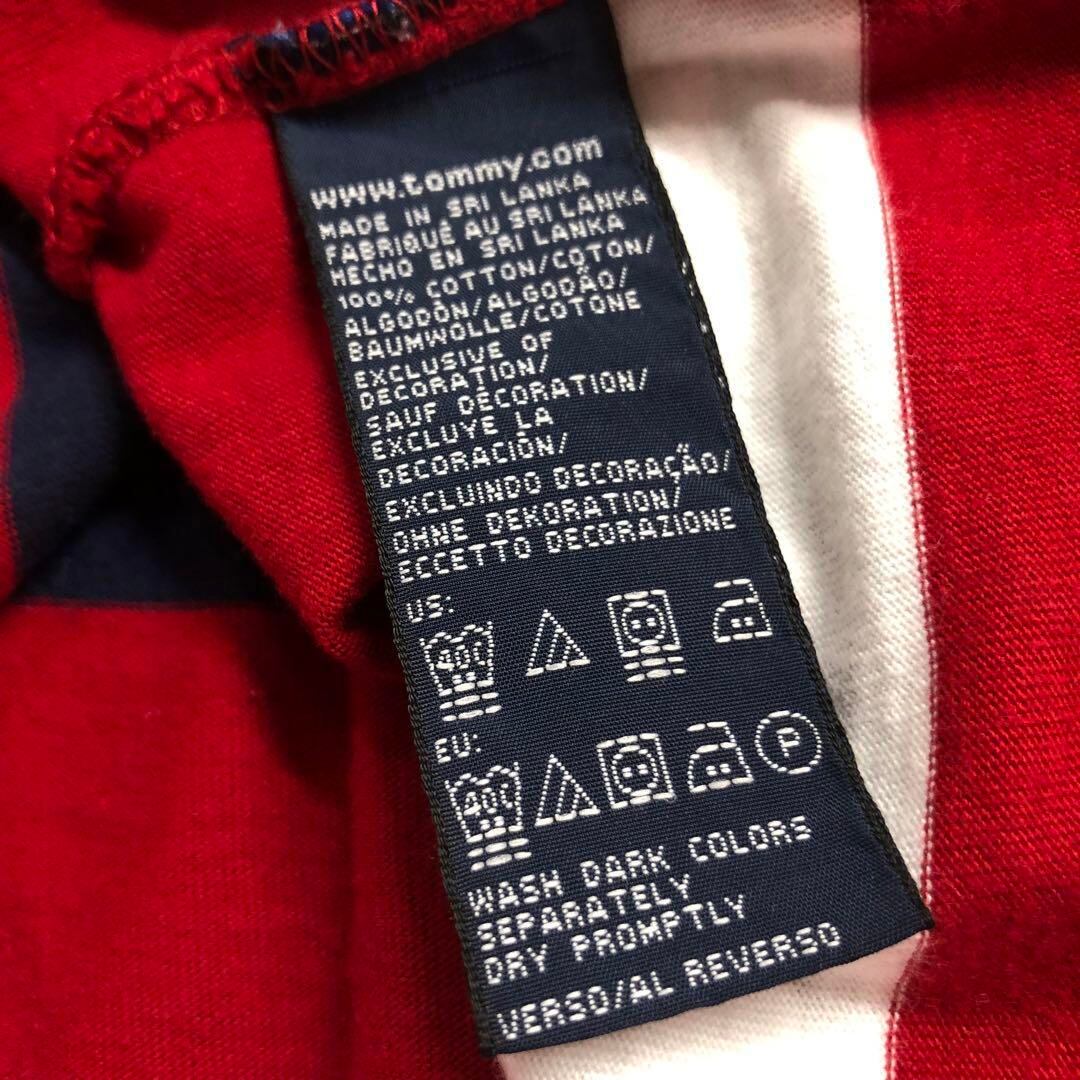 www.tommy.com
MADE IN SRI LANKA
FABRIQUÉ AU SRI LANKA
HECHO EN SRI LANKA
100% COTTON/COTON/
ALGODÓN/ALGODÃO/
BAUMWOLLE/COTONE
EXCLUSIVE OF
DECORATION/
SAUF DÉCORATION/
EXCLUYE LA
DECORACIÓN/
EXCLUINDO DECORAÇÃO/
OHNE DEKORATION/
ECCETTO DECORAZIONE
US:
40C
EU:
40C
P
WASH DARK COLORS
SEPARATELY
DRY PROMPTLY
VERSO/AL REVERSO